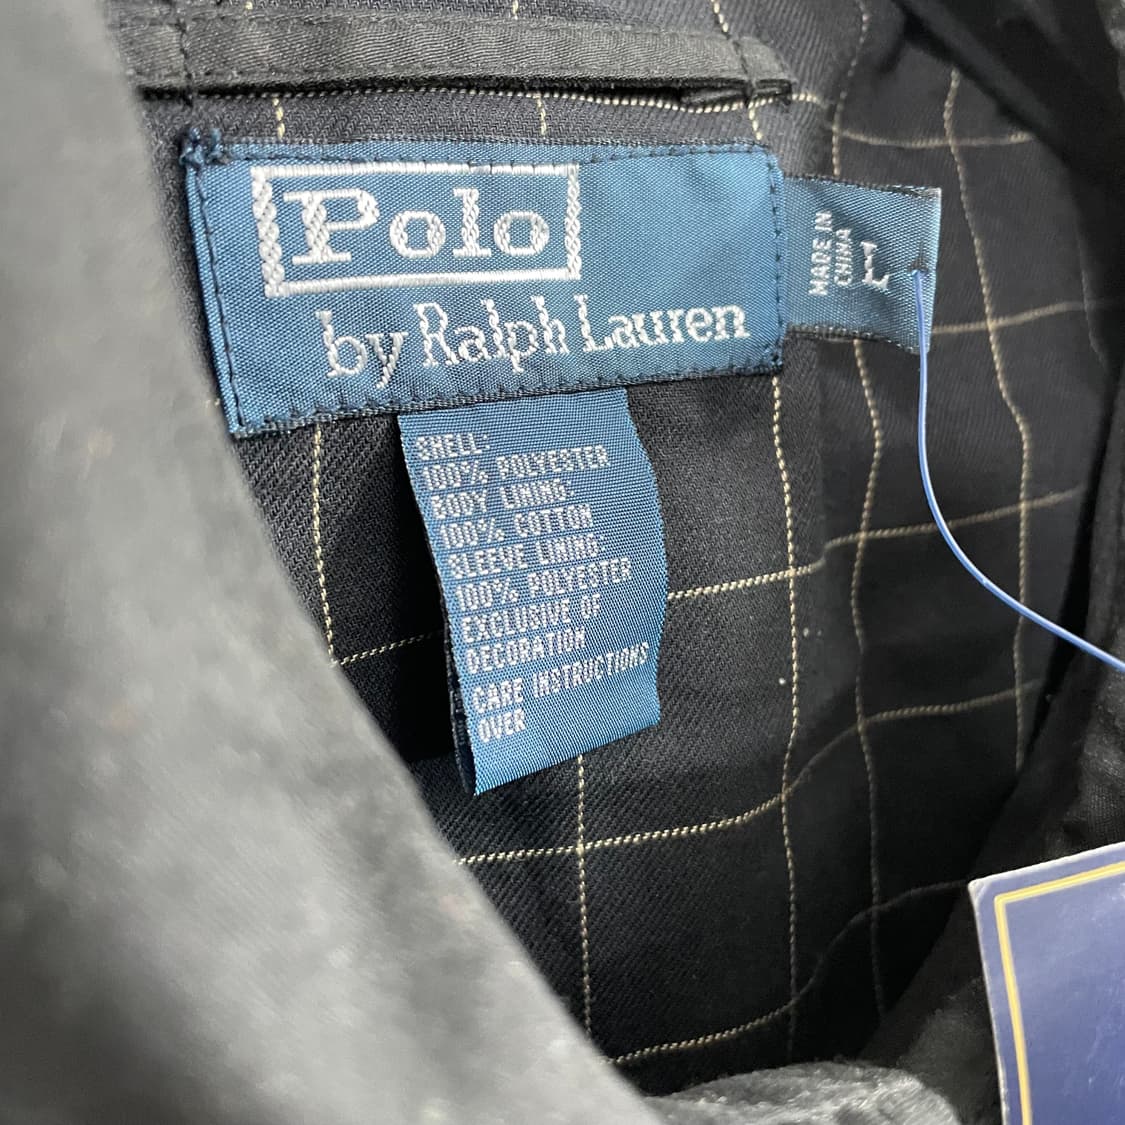 Polo
by Ralph Lauren
MADE IN
CHINA
L
SHELL:
100% POLYESTER
BODY LINING
100% COTTON
SLEEVE LINING
100% POLYESTER
EXCLUSIVE OF
DECORATION
CARE INSTRUCTIONS
OVER